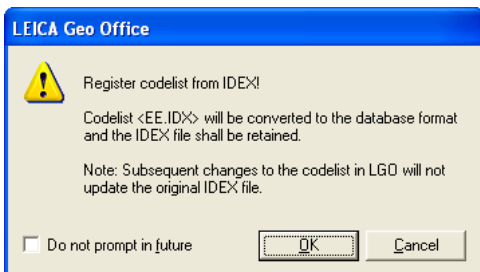 LEICA Geo Office
Register codelist from IDEX!
Codelist <EE.IDX> will be converted to the database format
and the IDEX file shall be retained.
Note: Subsequent changes to the codelist in LGO will not
update the original IDEX file.
Do not prompt in future
OK
Cancel